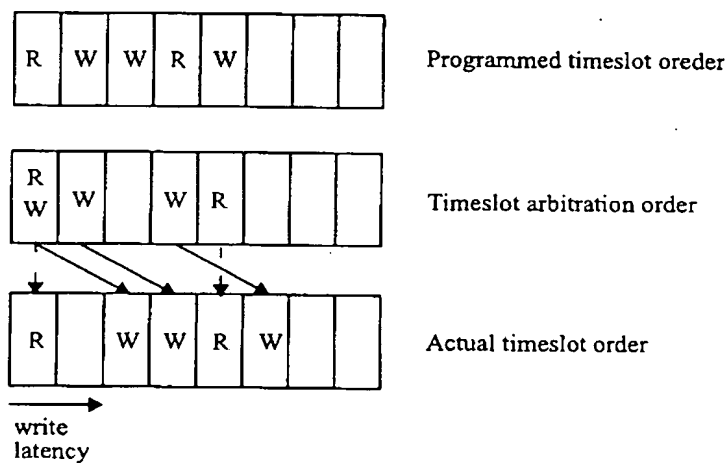 R W W R W
Programmed timeslot oreder
R
W W W R
Timeslot arbitration order
R W W R W
Actual timeslot order
write
latency